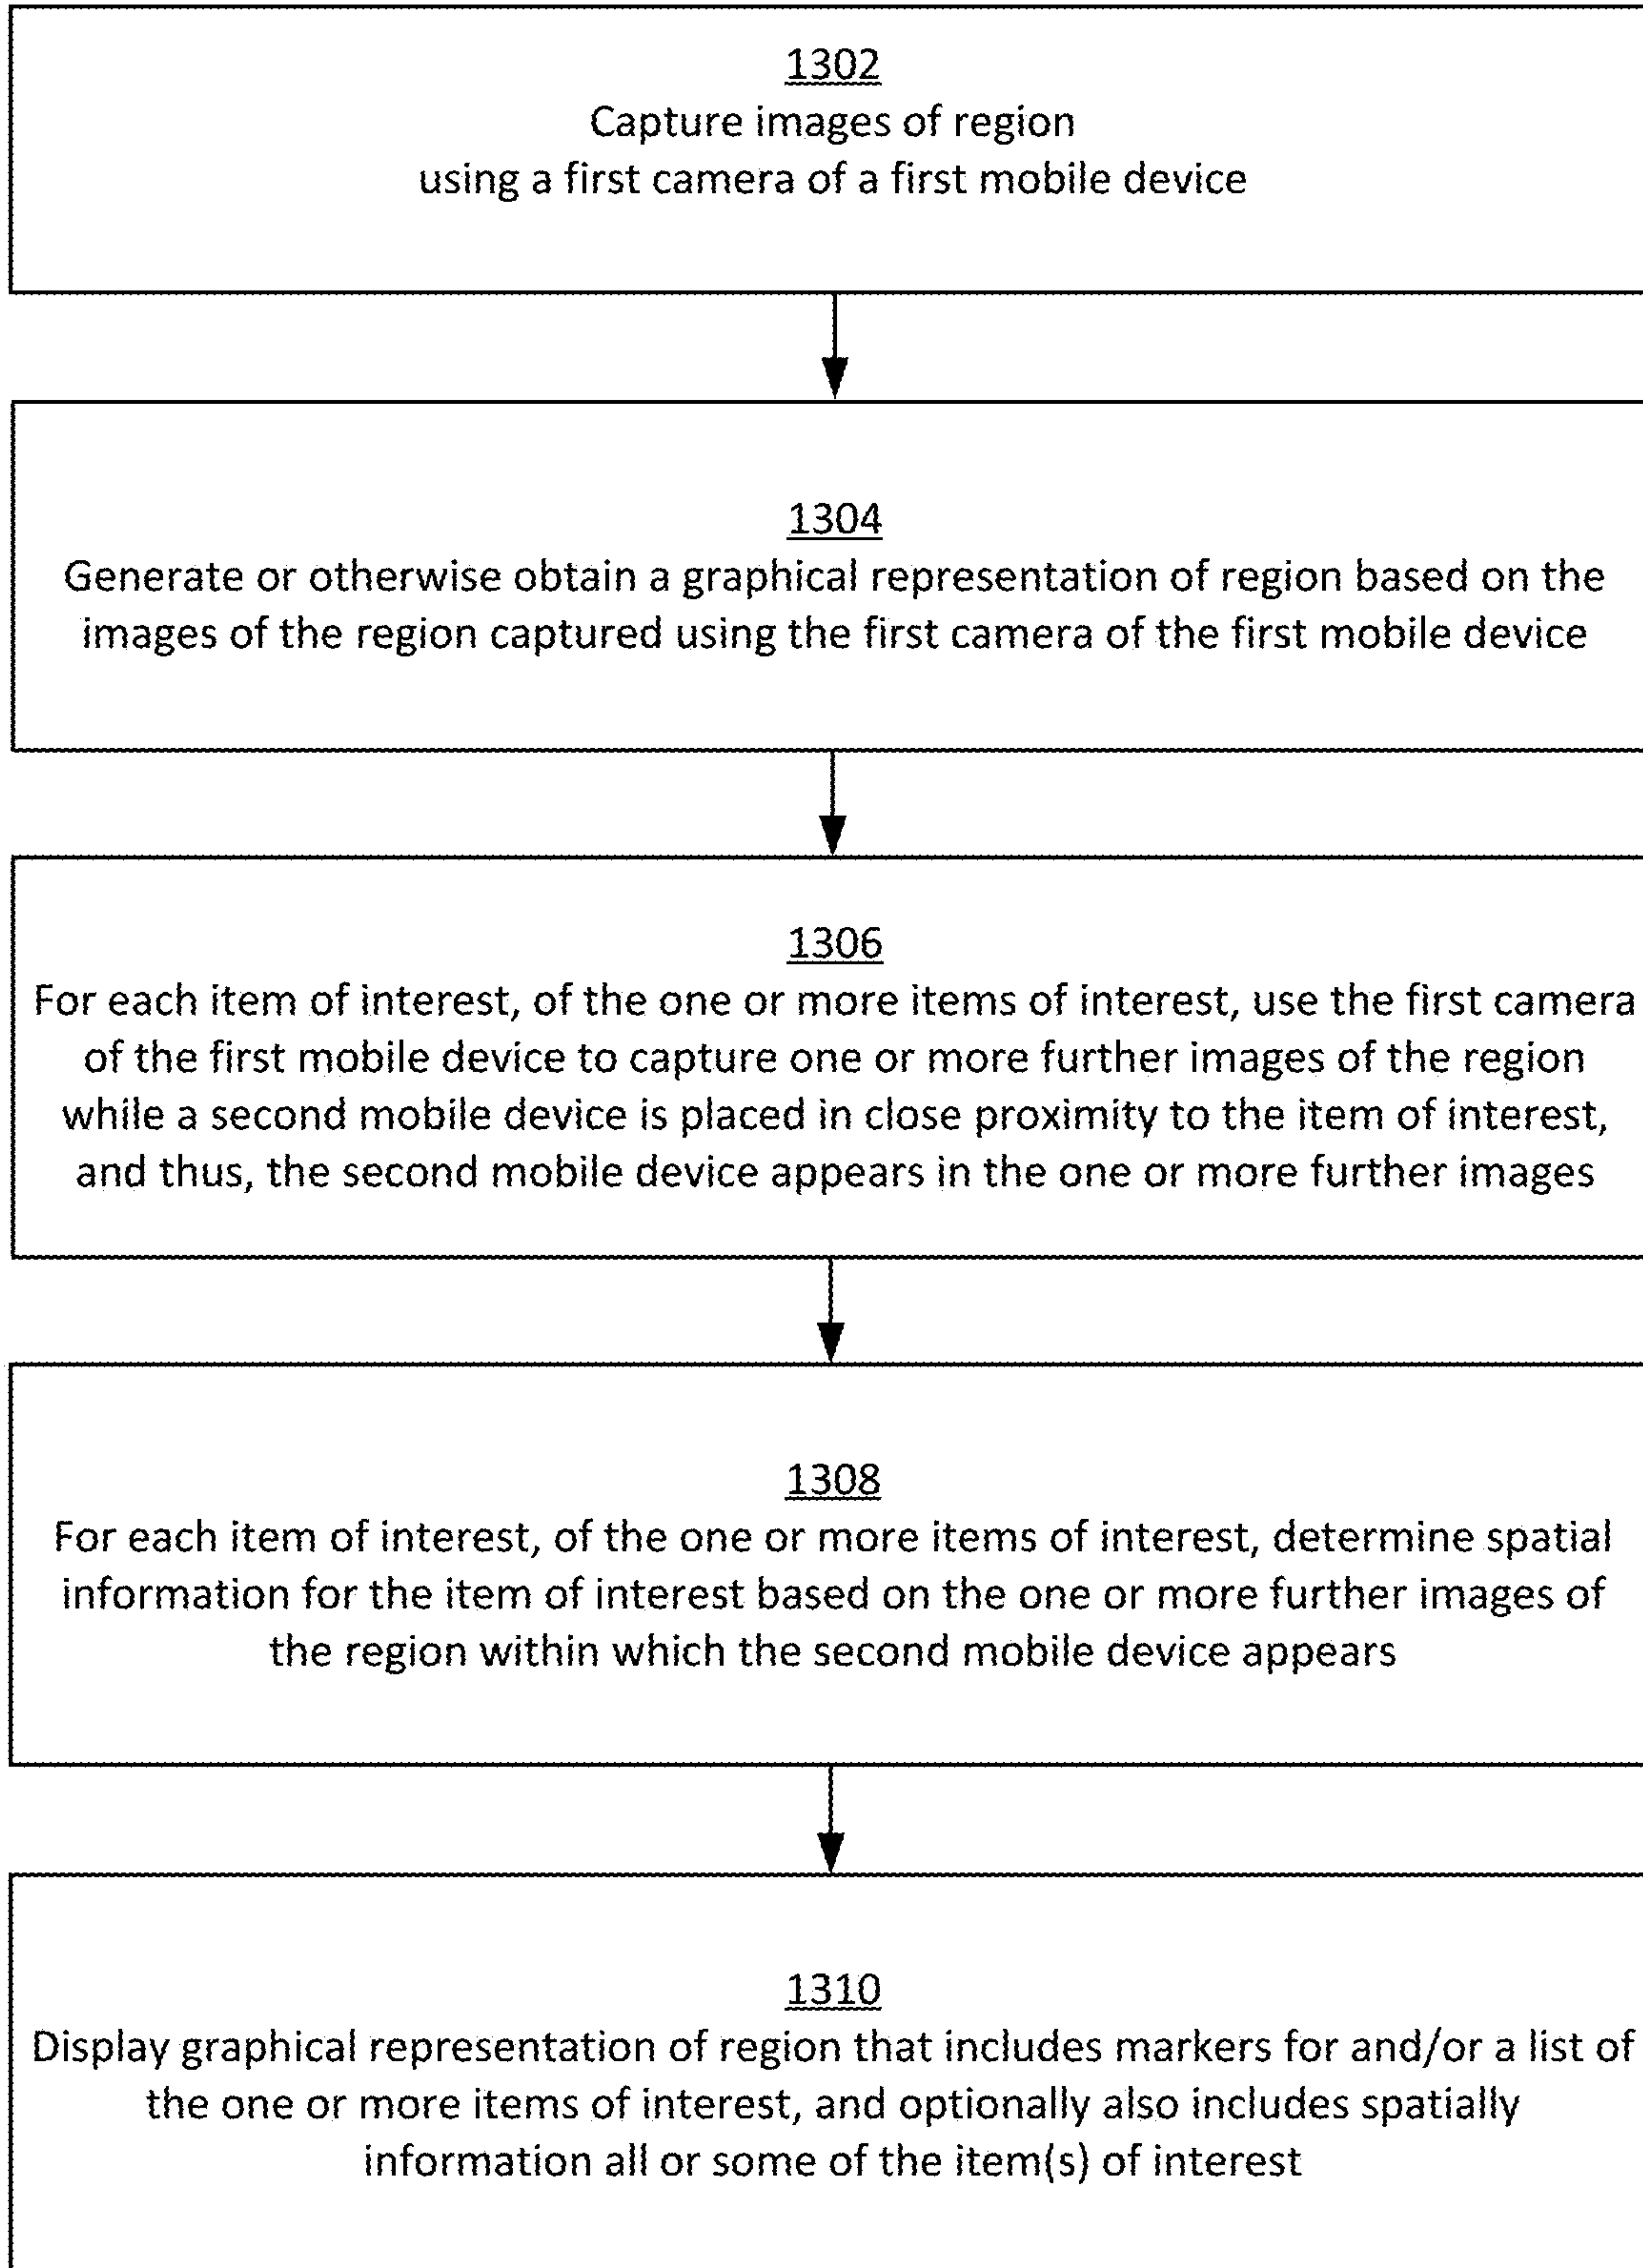 1302
Capture images of region
using a first camera of a first mobile device
1304
Generate or otherwise obtain a graphical representation of region based on the
images of the region captured using the first camera of the first mobile device
1306
For each item of interest, of the one or more items of interest, use the first camera
of the first mobile device to capture one or more further images of the region
while a second mobile device is placed in close proximity to the item of interest,
and thus, the second mobile device appears in the one or more further images
1308
For each item of interest, of the one or more items of interest, determine spatial
information for the item of interest based on the one or more further images of
the region within which the second mobile device appears
1310
Display graphical representation of region that includes markers for and/or a list of
the one or more items of interest, and optionally also includes spatially
information all or some of the item(s) of interest